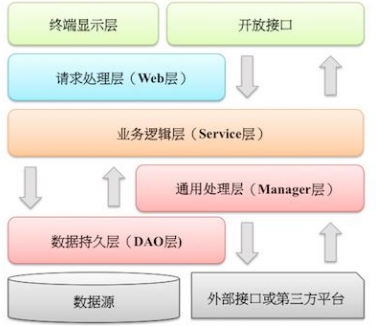 终端显示层
开放接口
请求处理层（Web层）
业务逻辑层（Service层）
通用处理层（Manager层）
数据持久层（DAO层)
数据源
外部接口或第三方平台